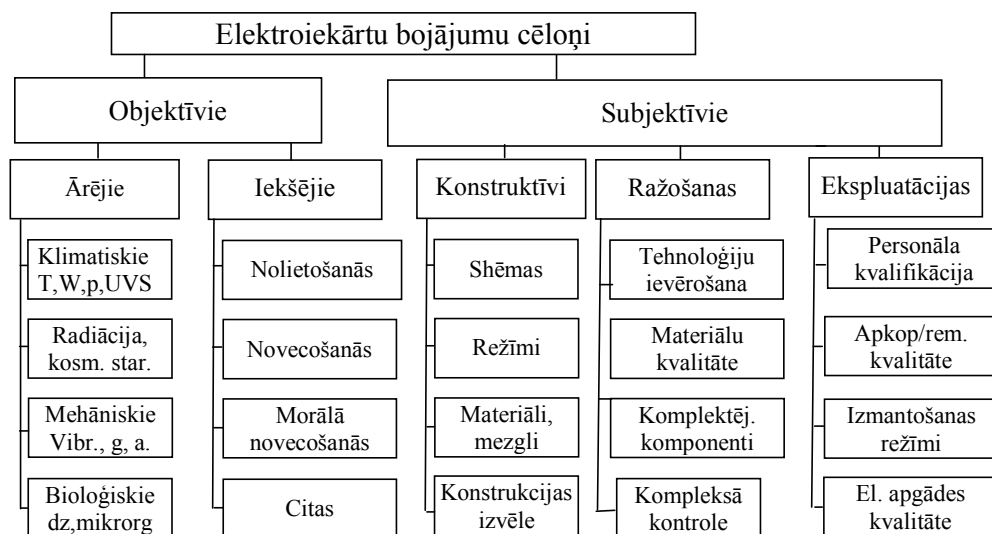 Elektroiekārtu bojājumu cēloņi
Objektīvie
Subjektīvie
Ārējie
Iekšējie
Konstruktīvi
Ražošanas
Ekspluatācijas
Klimatiskie
T,W,p,UVS
Radiācija,
kosm. star.
Mehāniskie
Vibr., g, a.
Bioloģiskie
dz,mikrorg
Nolietošanās
Novecošanās
Morālā
novecošanās
Citas
Shēmas
Režīmi
Materiāli,
mezgli
Konstrukcijas
izvēle
Tehnoloģiju
ievērošana
Materiālu
kvalitāte
Komplektēj.
komponenti
Kompleksā
kontrole
Personāla
kvalifikācija
Apkop/rem.
kvalitāte
Izmantošanas
režīmi
El. apgādes
kvalitāte